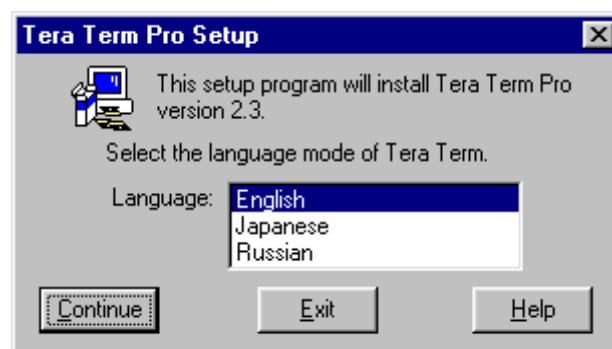 Tera Term Pro Setup
This setup program will install Tera Term Pro
version 2.3.
Select the language mode of Tera Term.
Language: English
Japanese
Russian
Continue Exit Help